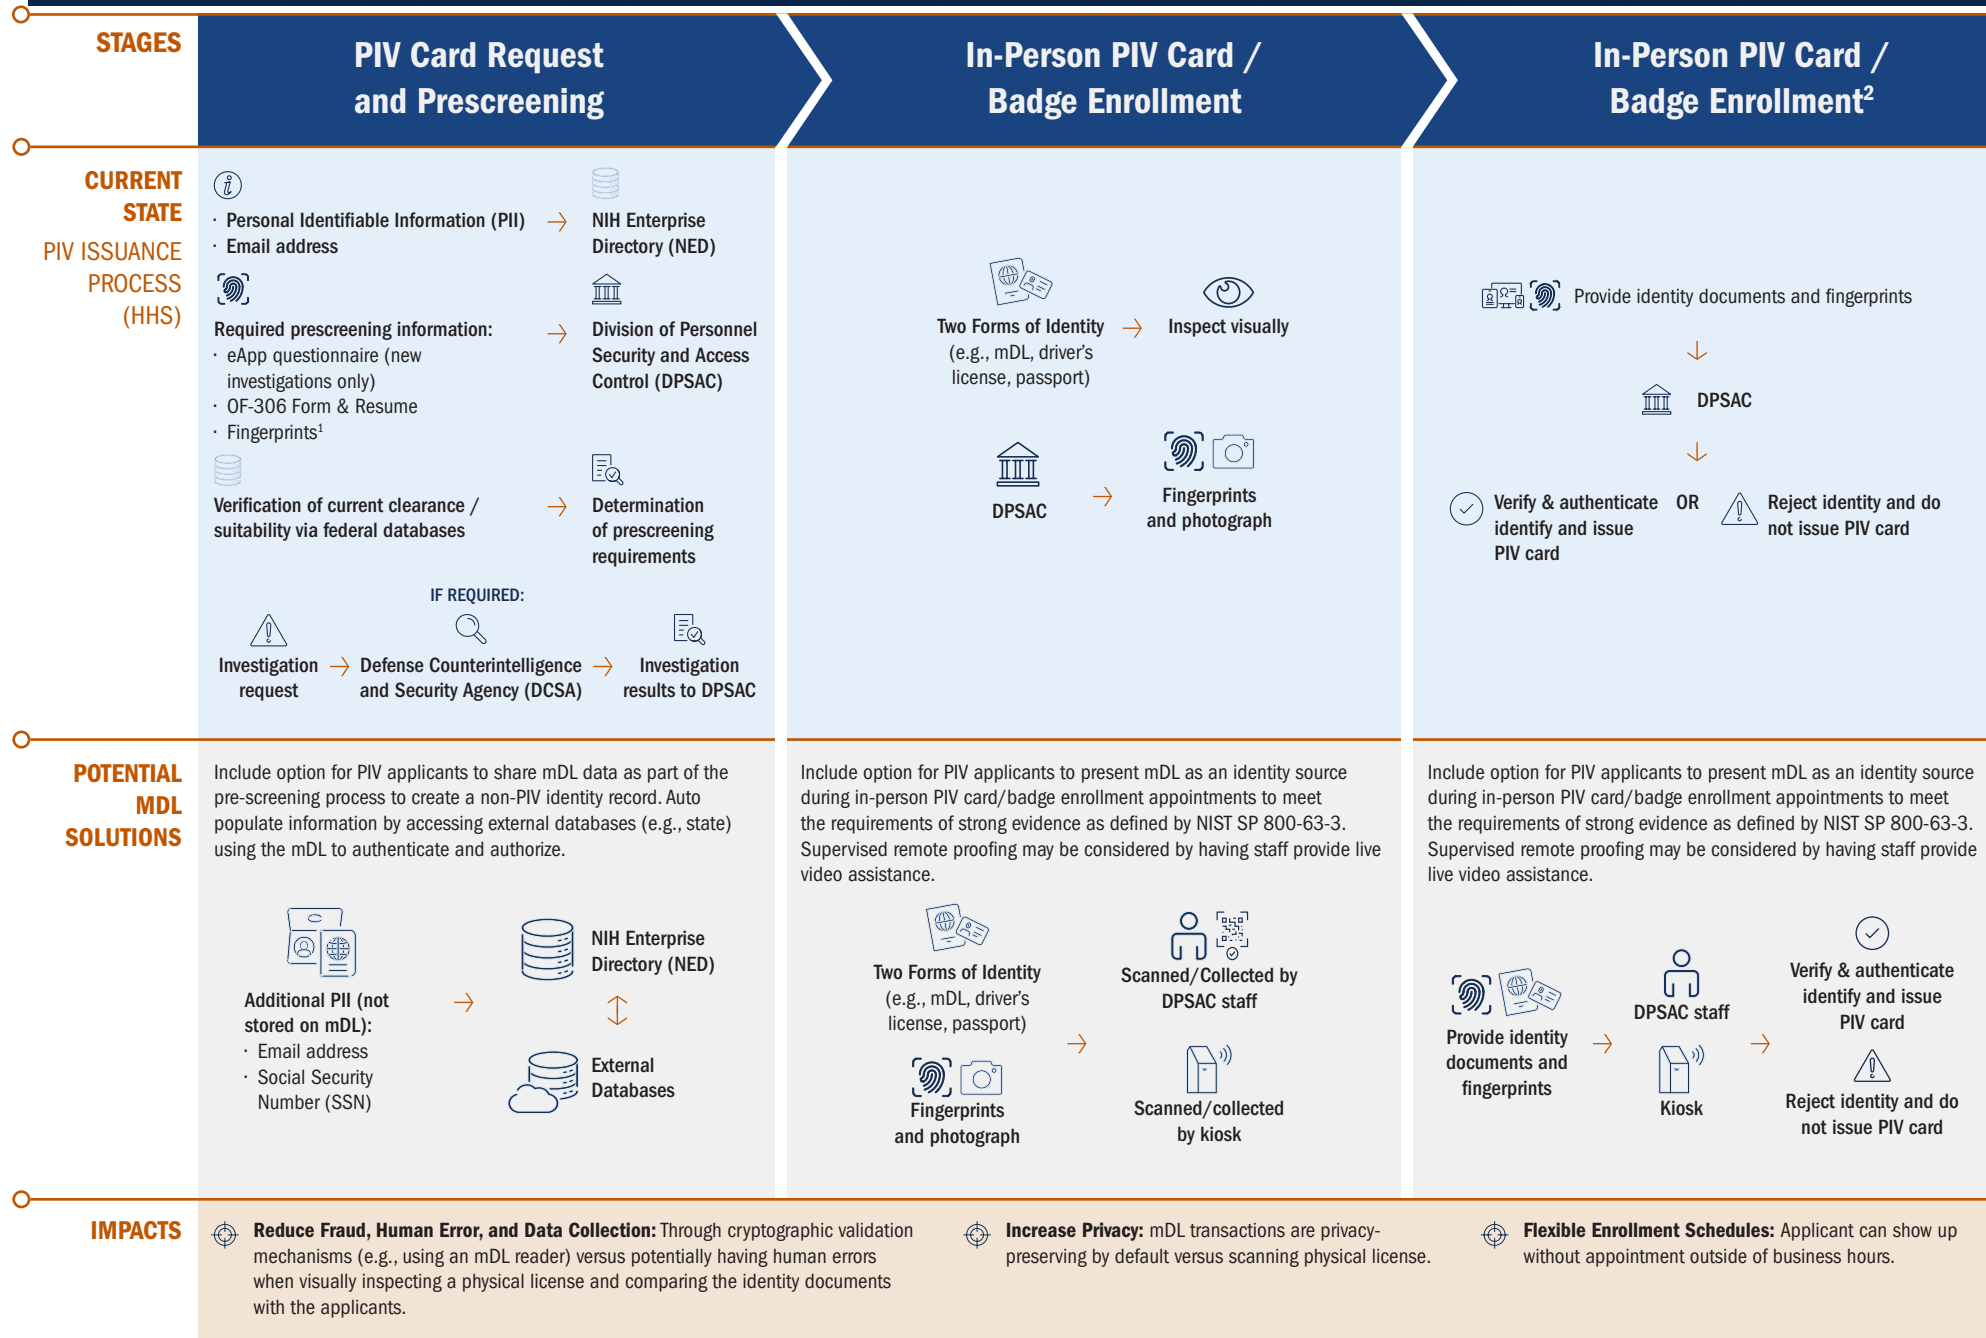 STAGES
PIV Card Request
and Prescreening
In-Person PIV Card /
Badge Enrollment
In-Person PIV Card /
Badge Enrollment²
CURRENT
STATE
PIV ISSUANCE
PROCESS
(HHS)
· Personal Identifiable Information (PII)
· Email address
NIH Enterprise
Directory (NED)
Required prescreening information:
· eApp questionnaire (new
investigations only)
· OF-306 Form & Resume
· Fingerprints¹
Division of Personnel
Security and Access
Control (DPSAC)
Verification of current clearance /
suitability via federal databases
Determination
of prescreening
requirements
IF REQUIRED:
Investigation
request
Defense Counterintelligence
and Security Agency (DCSA)
Investigation
results to DPSAC
Two Forms of Identity
(e.g., mDL, driver's
license, passport)
Inspect visually
DPSAC
Fingerprints
and photograph
Provide identity documents and fingerprints
DPSAC
Verify & authenticate
identify and issue
PIV card
OR
Reject identity and do
not issue PIV card
POTENTIAL
MDL
SOLUTIONS
Include option for PIV applicants to share mDL data as part of the
pre-screening process to create a non-PIV identity record. Auto
populate information by accessing external databases (e.g., state)
using the mDL to authenticate and authorize.
Additional PII (not
stored on mDL):
· Email address
· Social Security
Number (SSN)
NIH Enterprise
Directory (NED)
External
Databases
Include option for PIV applicants to present mDL as an identity source
during in-person PIV card/badge enrollment appointments to meet
the requirements of strong evidence as defined by NIST SP 800-63-3.
Supervised remote proofing may be considered by having staff provide live
video assistance.
Two Forms of Identity
(e.g., mDL, driver's
license, passport)
Fingerprints
and photograph
Scanned/Collected by
DPSAC staff
Scanned/collected
by kiosk
Include option for PIV applicants to present mDL as an identity source
during in-person PIV card/badge enrollment appointments to meet
the requirements of strong evidence as defined by NIST SP 800-63-3.
Supervised remote proofing may be considered by having staff provide
live video assistance.
Provide identity
documents and
fingerprints
DPSAC staff
Kiosk
Verify & authenticate
identify and issue
PIV card
Reject identity and do
not issue PIV card
IMPACTS
Reduce Fraud, Human Error, and Data Collection: Through cryptographic validation
mechanisms (e.g., using an mDL reader) versus potentially having human errors
when visually inspecting a physical license and comparing the identity documents
with the applicants.
Increase Privacy: mDL transactions are privacy-
preserving by default versus scanning physical license.
Flexible Enrollment Schedules: Applicant can show up
without appointment outside of business hours.